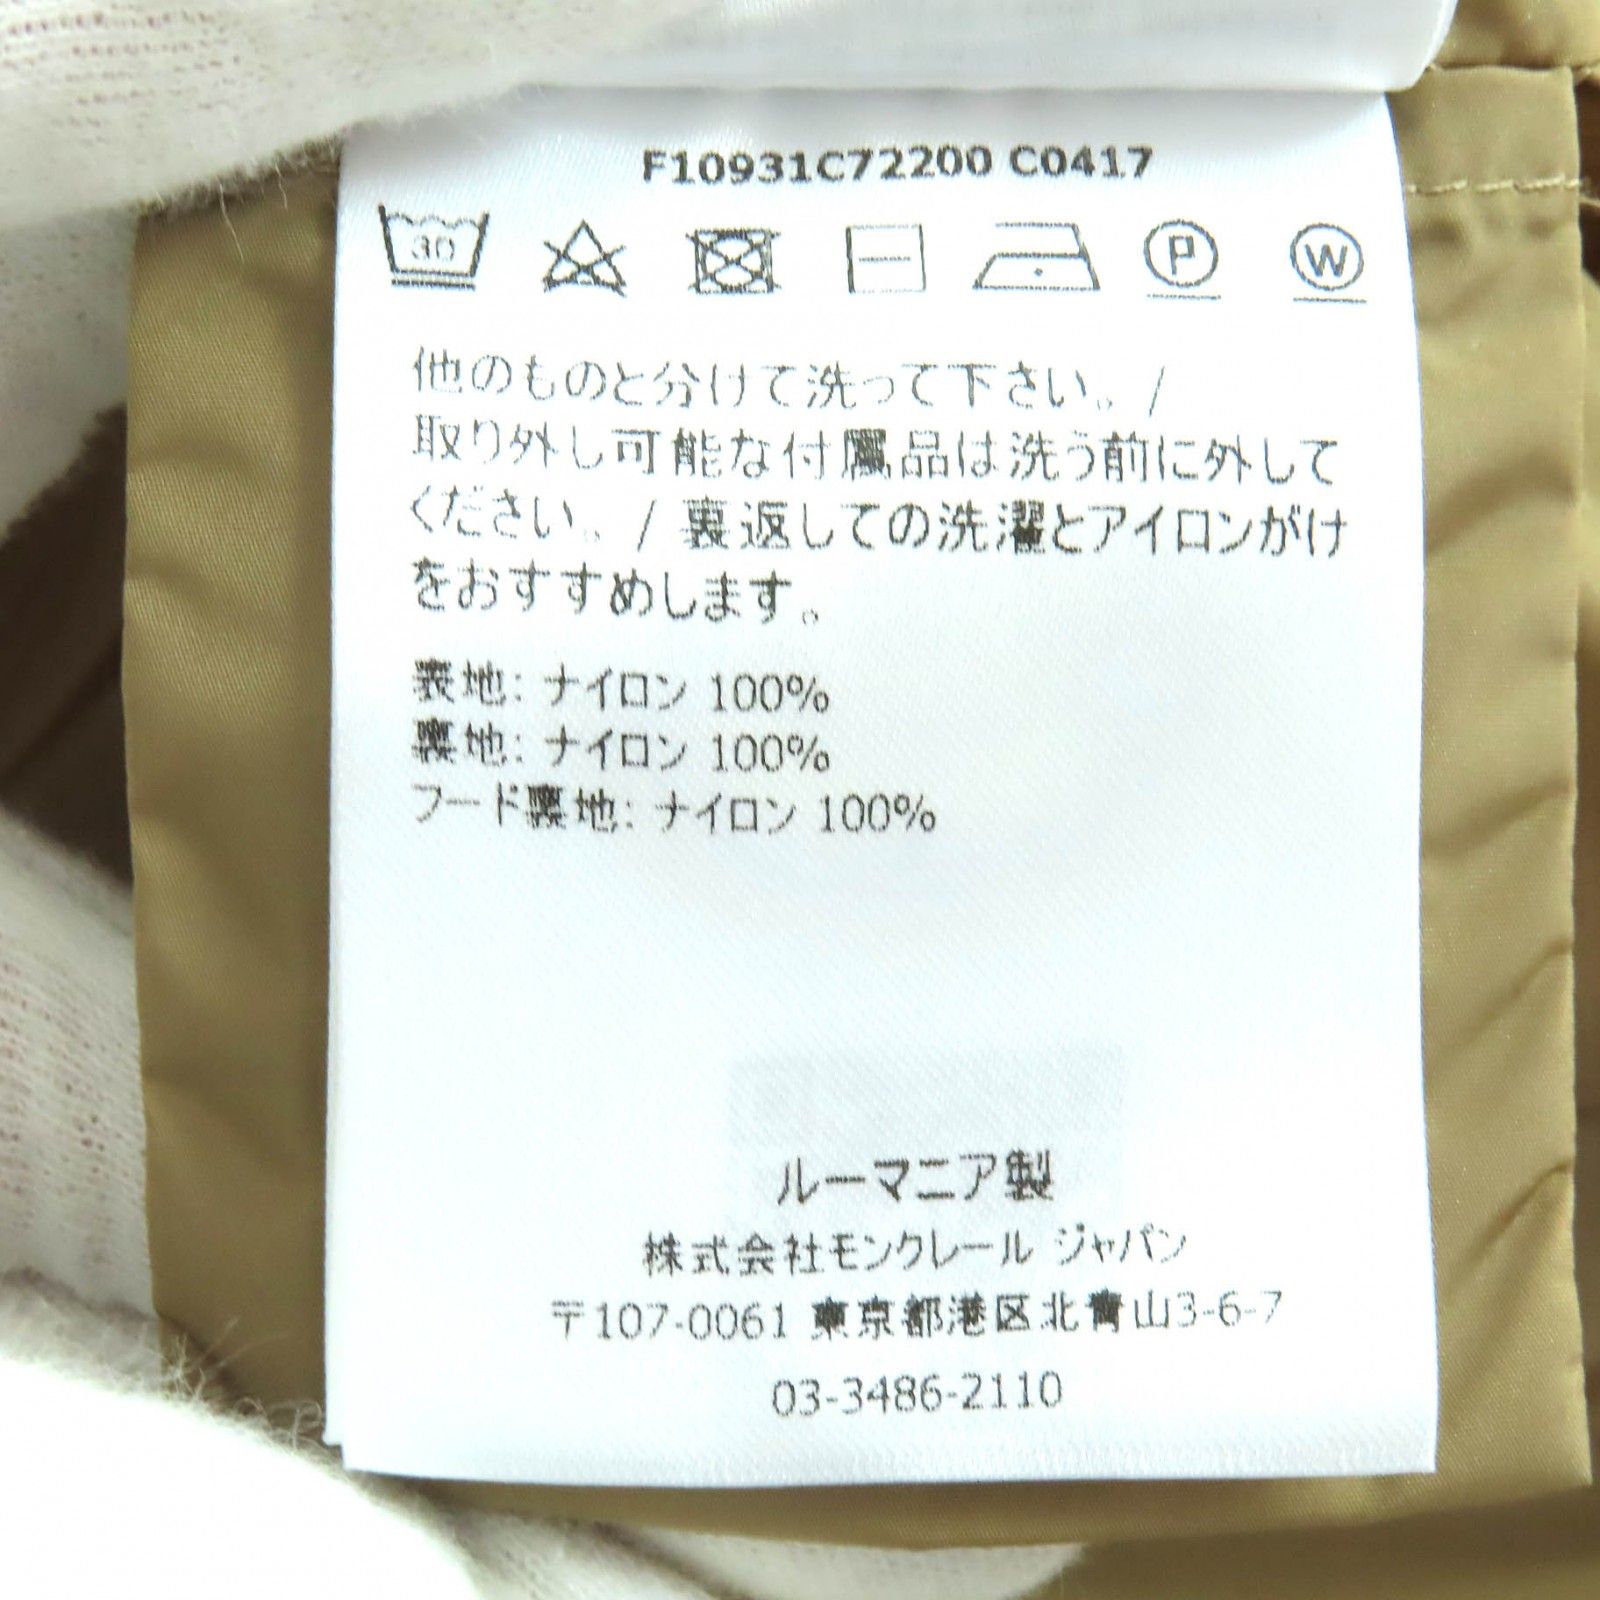 F10931C72200 C0417
30 P W
他のものと分けて洗って下さい。/
取り外し可能な付属品は洗う前に外して
ください。/ 裏返しての洗濯とアイロンがけ
をおすすめします。
表地: ナイロン 100%
裏地: ナイロン 100%
フード裏地: ナイロン 100%
ルーマニア製
株式会社モンクレール ジャパン
〒107-0061 東京都港区北青山3-6-7
03-3486-2110